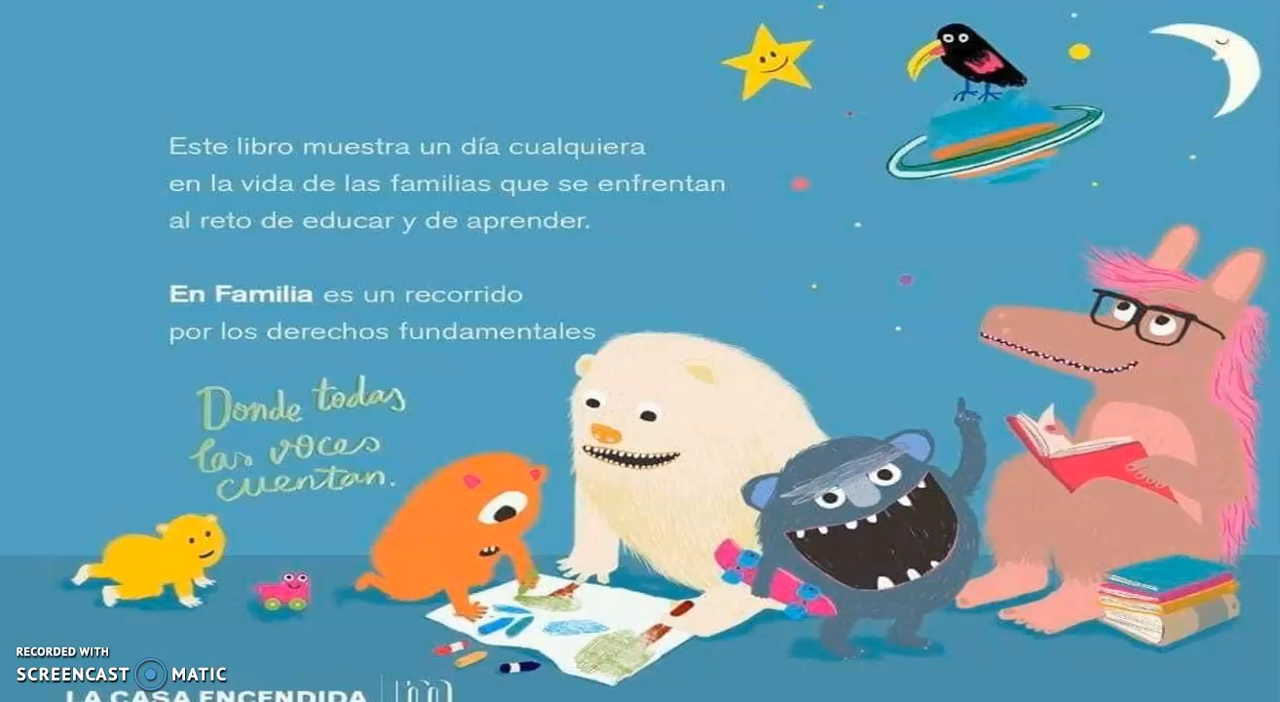 Este libro muestra un día cualquiera
en la vida de las familias que se enfrentan
al reto de educar y de aprender.
En Familia es un recorrido
por los derechos fundamentales
Donde todas
las voces
cuentan.
RECORDED WITH
SCREENCAST MATIC
LA CASA ENCENDIDA